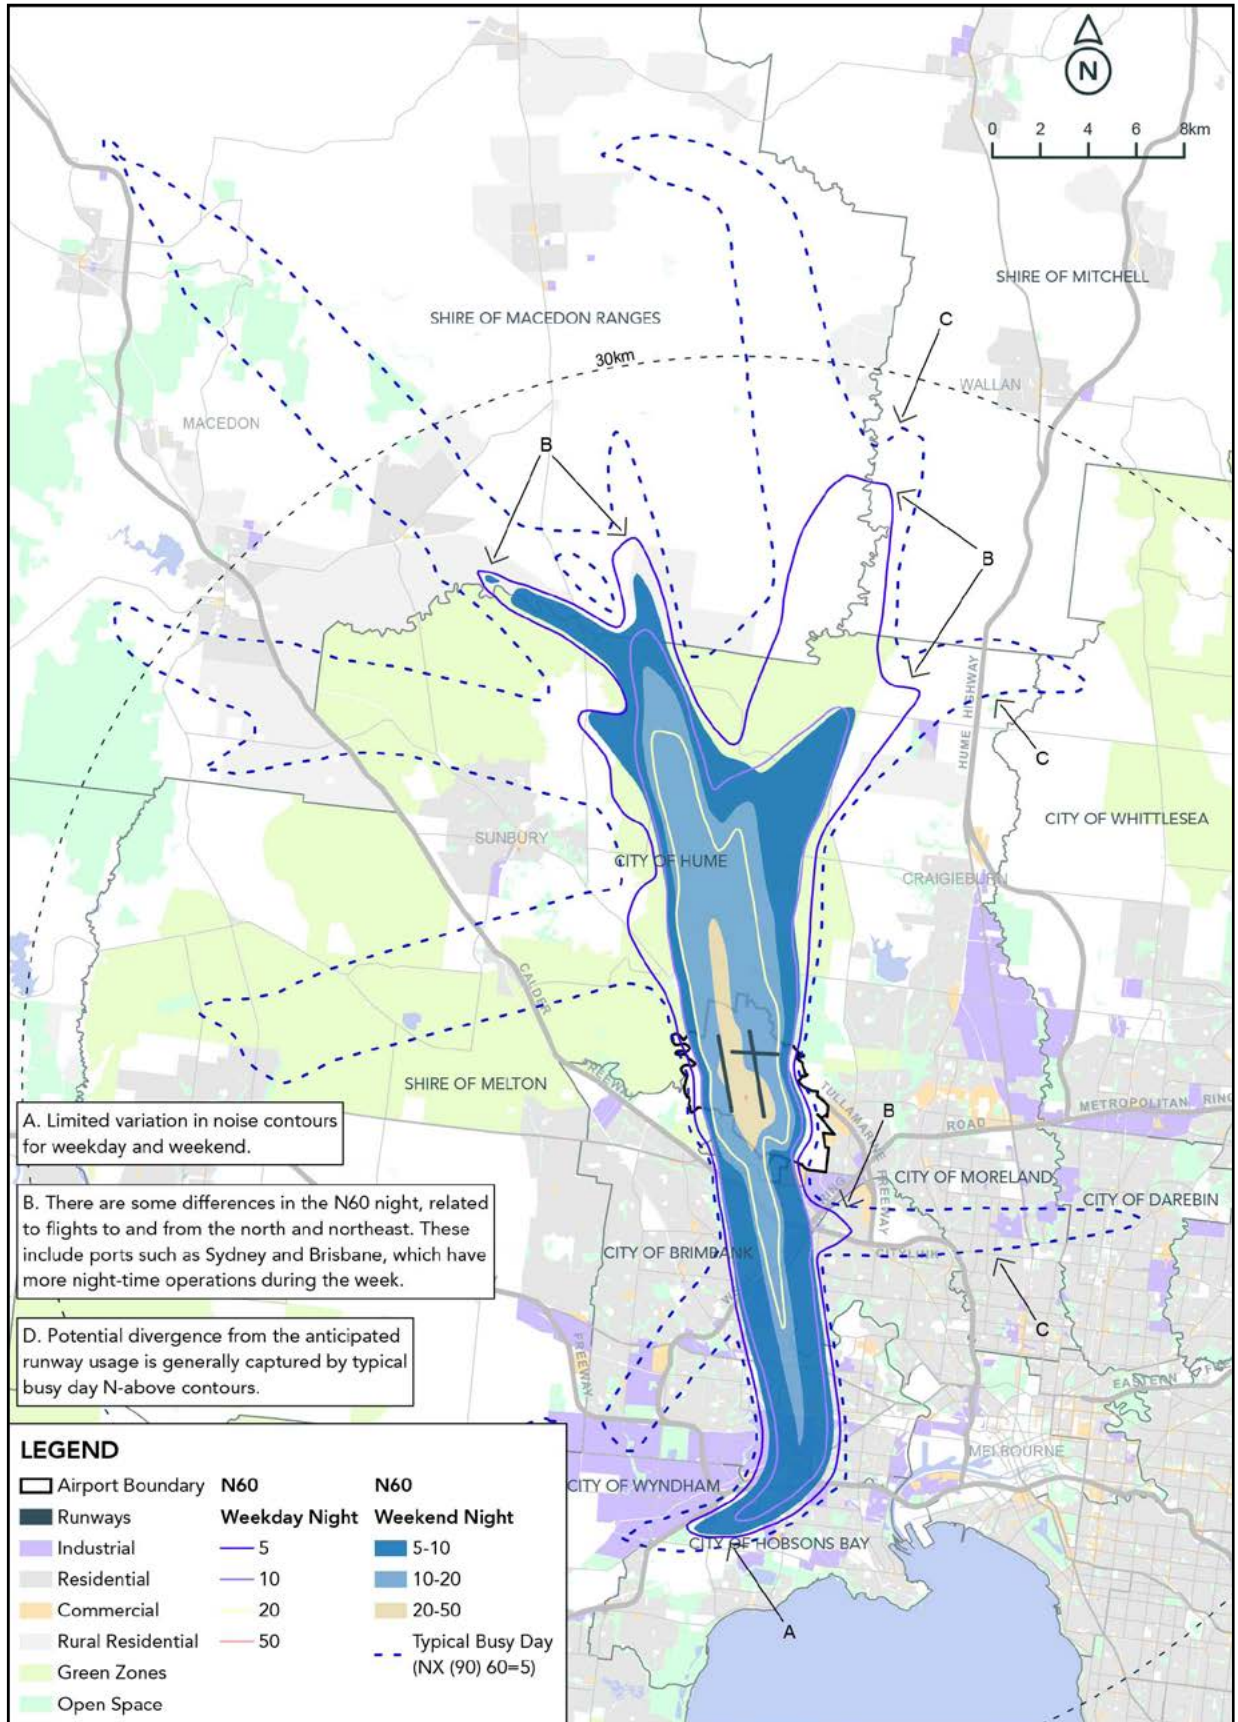 N
0 2 4 6 8km
SHIRE OF MITCHELL
SHIRE OF MACEDON RANGES
C
30km
WALLAN
MACEDON
B
B
HUME HIGHWAY
C
CITY OF WHITTLESEA
SUNBURY
CITY OF HUME
CRAIGIEBURN
CALDER
FREEWAY
SHIRE OF MELTON
TULLAMARINE FREEWAY
METROPOLITAN RING
ROAD
B
A. Limited variation in noise contours
for weekday and weekend.
CITY OF MORELAND
CITY OF DAREBIN
B. There are some differences in the N60 night, related
to flights to and from the north and northeast. These
include ports such as Sydney and Brisbane, which have
more night-time operations during the week.
CITY OF BRIMBANK
CITYLINK
C
D. Potential divergence from the anticipated
runway usage is generally captured by typical
busy day N-above contours.
FREEWAY
EASTERN
MELBOURNE
CITY OF WYNDHAM
CITY OF HOBSONS BAY
A
LEGEND
Airport Boundary
Runways
Industrial
Residential
Commercial
Rural Residential
Green Zones
Open Space
N60
Weekday Night
5
10
20
50
N60
Weekend Night
5-10
10-20
20-50
Typical Busy Day
(NX (90) 60=5)